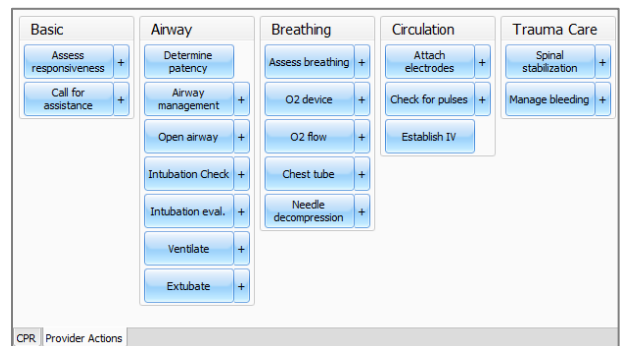 Basic
Assess
responsiveness +
Call for
assistance +
Airway
Determine
patency
Airway
management +
Open airway +
Intubation Check +
Intubation eval. +
Ventilate +
Extubate +
Breathing
Assess breathing +
O2 device +
O2 flow +
Chest tube +
Needle
decompression +
Circulation
Attach
electrodes +
Check for pulses +
Establish IV
Trauma Care
Spinal
stabilization +
Manage bleeding +
CPR Provider Actions